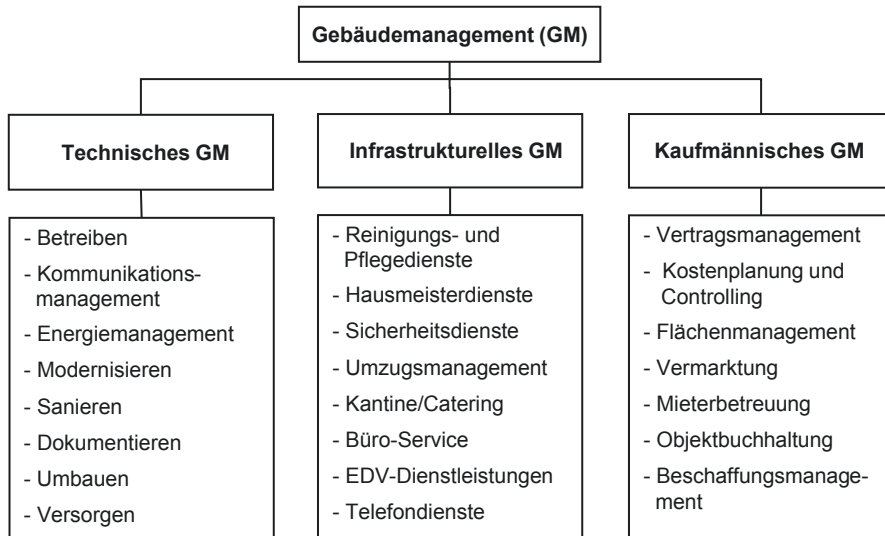 Gebäudemanagement (GM)
Technisches GM
- Betreiben
- Kommunikations-
management
- Energiemanagement
- Modernisieren
- Sanieren
- Dokumentieren
- Umbauen
- Versorgen
Infrastrukturelles GM
- Reinigungs- und
Pflegedienste
- Hausmeisterdienste
- Sicherheitsdienste
- Umzugsmanagement
- Kantine/Catering
- Büro-Service
- EDV-Dienstleistungen
- Telefondienste
Kaufmännisches GM
- Vertragsmanagement
- Kostenplanung und
Controlling
- Flächenmanagement
- Vermarktung
- Mieterbetreuung
- Objektbuchhaltung
- Beschaffungsmanage-
ment